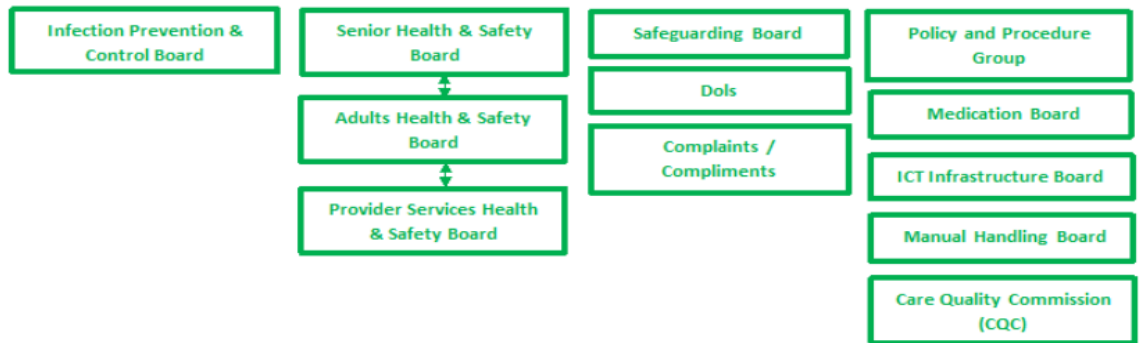 Infection Prevention &
Control Board
Senior Health & Safety
Board
Adults Health & Safety
Board
Provider Services Health
& Safety Board
Safeguarding Board
Dols
Complaints /
Compliments
Policy and Procedure
Group
Medication Board
ICT Infrastructure Board
Manual Handling Board
Care Quality Commission
(CQC)